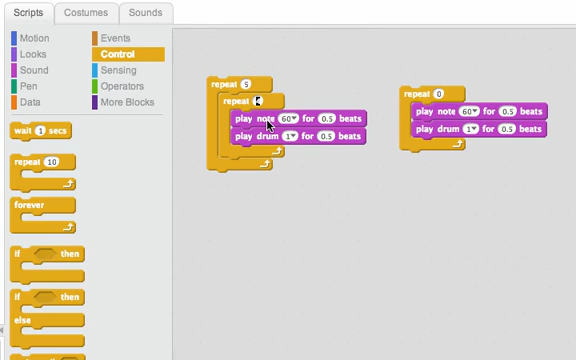 Scripts Costumes Sounds
Motion Events
Looks Control
Sound Sensing
Pen Operators
Data More Blocks
wait 1 secs
repeat 10
forever
if then
if then
else
repeat 5
repeat
play note 60 for 0.5 beats
play drum 1 for 0.5 beats
repeat 0
play note 60 for 0.5 beats
play drum 1 for 0.5 beats